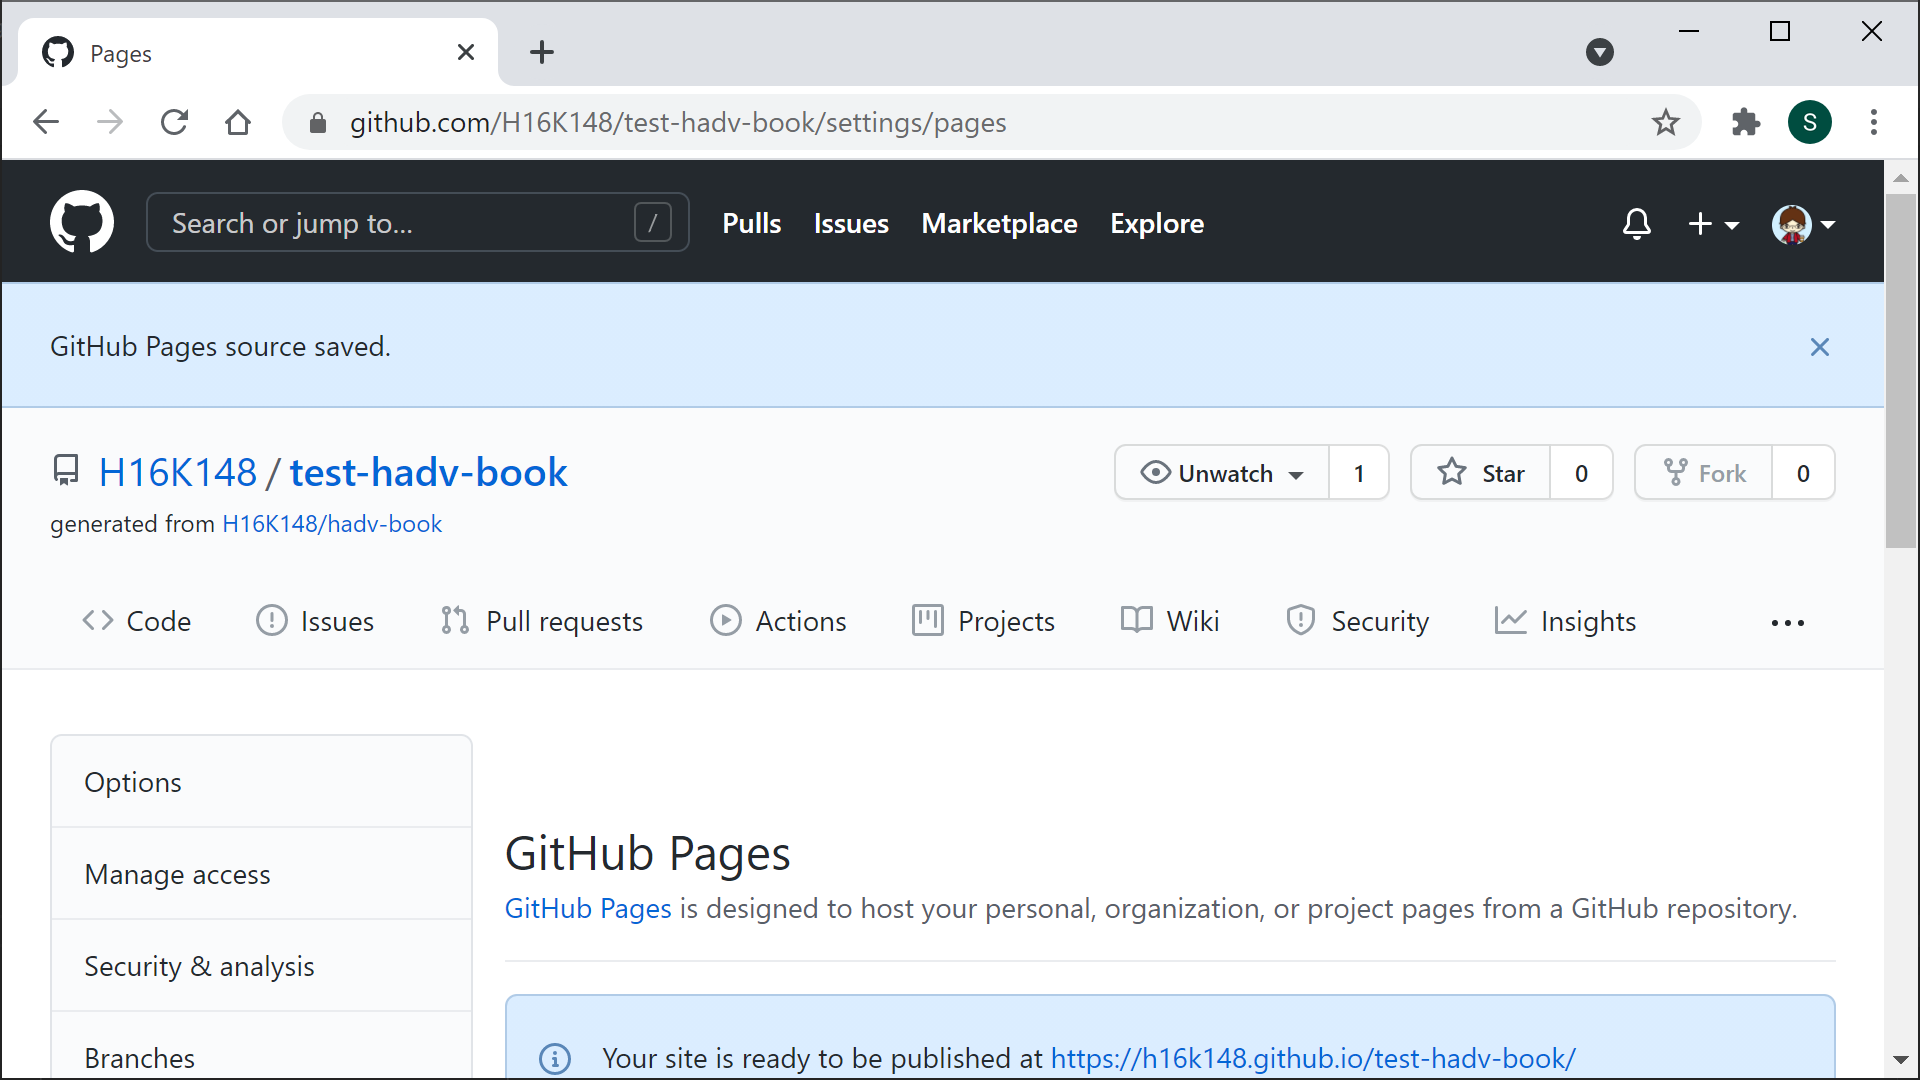 Pages
github.com/H16K148/test-hadv-book/settings/pages
S
Search or jump to...
/
Pulls
Issues
Marketplace
Explore
GitHub Pages source saved.
H16K148 / test-hadv-book
Unwatch
1
Star
0
Fork
0
generated from H16K148/hadv-book
Code
Issues
Pull requests
Actions
Projects
Wiki
Security
Insights
Options
Manage access
Security & analysis
Branches
GitHub Pages
GitHub Pages is designed to host your personal, organization, or project pages from a GitHub repository.
Your site is ready to be published at https://h16k148.github.io/test-hadv-book/